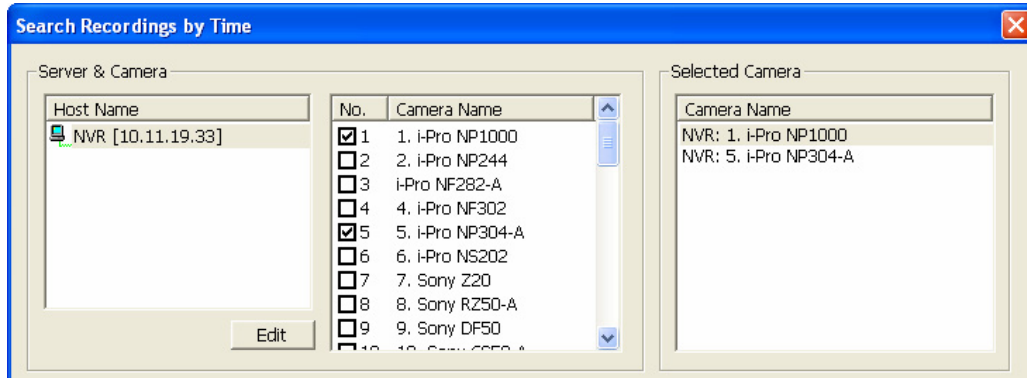 Search Recordings by Time
Server & Camera
Host Name
NVR [10.11.19.33]
Edit
No. Camera Name
1 1. i-Pro NP1000
2 2. i-Pro NP244
3 i-Pro NF282-A
4 4. i-Pro NF302
5 5. i-Pro NP304-A
6 6. i-Pro NS202
7 7. Sony Z20
8 8. Sony RZ50-A
9 9. Sony DF50
Selected Camera
Camera Name
NVR: 1. i-Pro NP1000
NVR: 5. i-Pro NP304-A